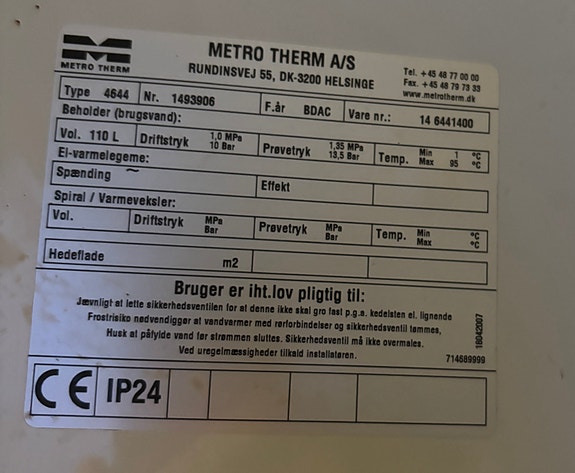 METRO THERM
METRO THERM A/S
RUNDINSVEJ 55, DK-3200 HELSINGE
Tel. +45 48 77 00 00
Fax. +45 48 79 73 33
www.metrotherm.dk
Type 4644 Nr. 1493906 F.år BDAC Vare nr.: 14 6441400
Beholder (brugsvand):
Vol. 110 L Driftstryk 1,0 MPa 10 Bar Prøvetryk 1,35 MPa 13,5 Bar Temp. Min 1 °C Max 95 °C
El-varmelegeme:
Spænding ~ Effekt
Spiral / Varmeveksler:
Vol. Driftstryk MPa Bar Prøvetryk MPa Bar Temp. Min °C Max °C
Hedeflade m2
Bruger er iht.lov pligtig til:
Jævnligt at lette sikkerhedsventilen for at denne ikke skal gro fast p.g.a. kedelsten el. lignende
Frostrisiko nødvendiggør at vandvarmer med rørforbindelser og sikkerhedsventil tømmes,
Husk at påfylde vand før strømmen sluttes. Sikkerhedsventil må ikke overmales.
Ved uregelmæssigheder tilkald installatøren.
18042007
714689999
CE IP24